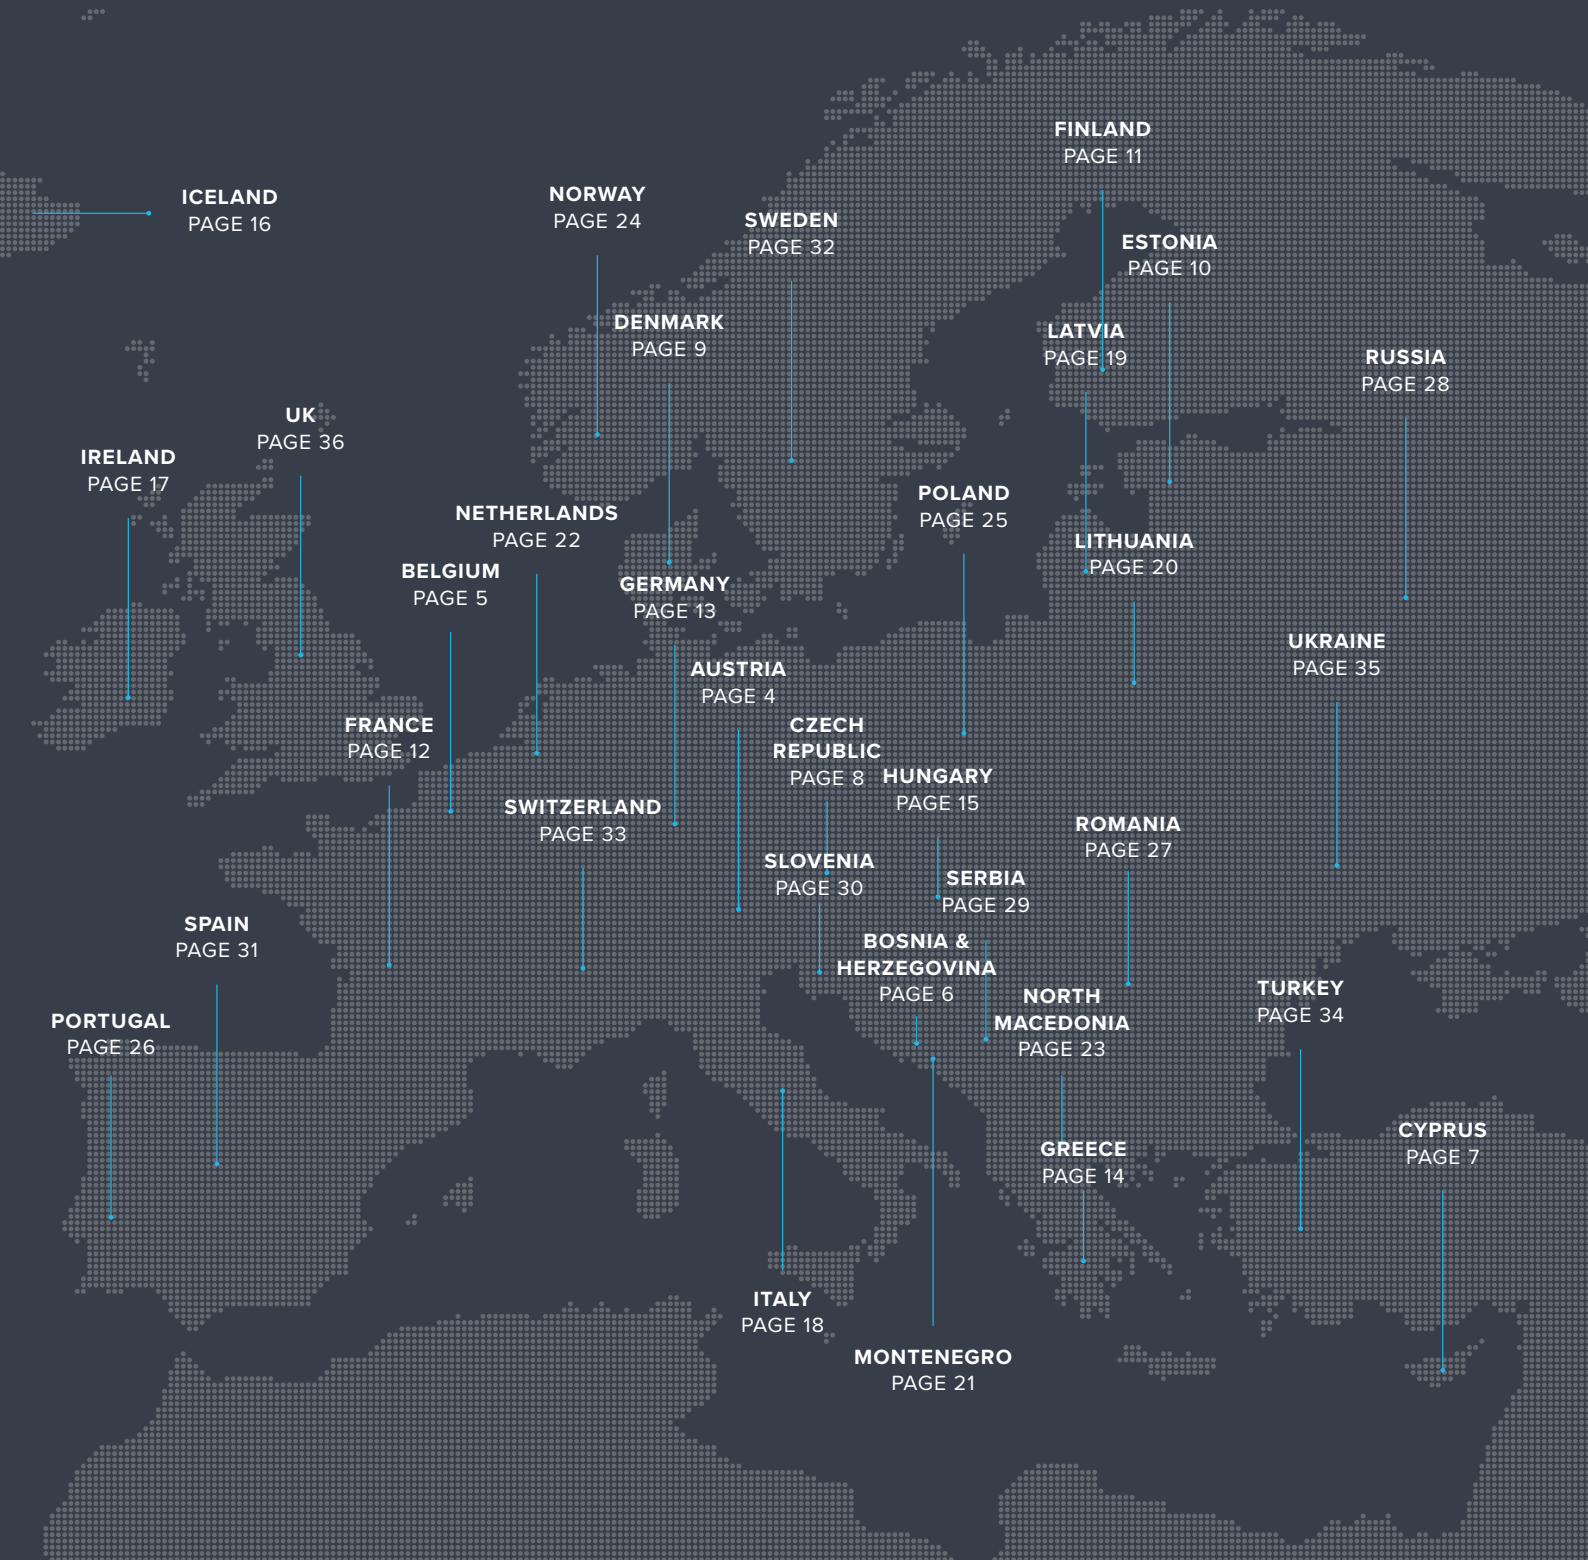 FINLAND
PAGE 11
ICELAND
PAGE 16
NORWAY
PAGE 24
SWEDEN
PAGE 32
ESTONIA
PAGE 10
DENMARK
PAGE 9
LATVIA
PAGE 19
RUSSIA
PAGE 28
UK
PAGE 36
IRELAND
PAGE 17
NETHERLANDS
PAGE 22
POLAND
PAGE 25
LITHUANIA
PAGE 20
BELGIUM
PAGE 5
GERMANY
PAGE 13
UKRAINE
PAGE 35
AUSTRIA
PAGE 4
FRANCE
PAGE 12
CZECH
REPUBLIC
PAGE 8
HUNGARY
PAGE 15
SWITZERLAND
PAGE 33
ROMANIA
PAGE 27
SLOVENIA
PAGE 30
SERBIA
PAGE 29
SPAIN
PAGE 31
BOSNIA &
HERZEGOVINA
PAGE 6
TURKEY
PAGE 34
NORTH
MACEDONIA
PAGE 23
PORTUGAL
PAGE 26
CYPRUS
PAGE 7
GREECE
PAGE 14
ITALY
PAGE 18
MONTENEGRO
PAGE 21